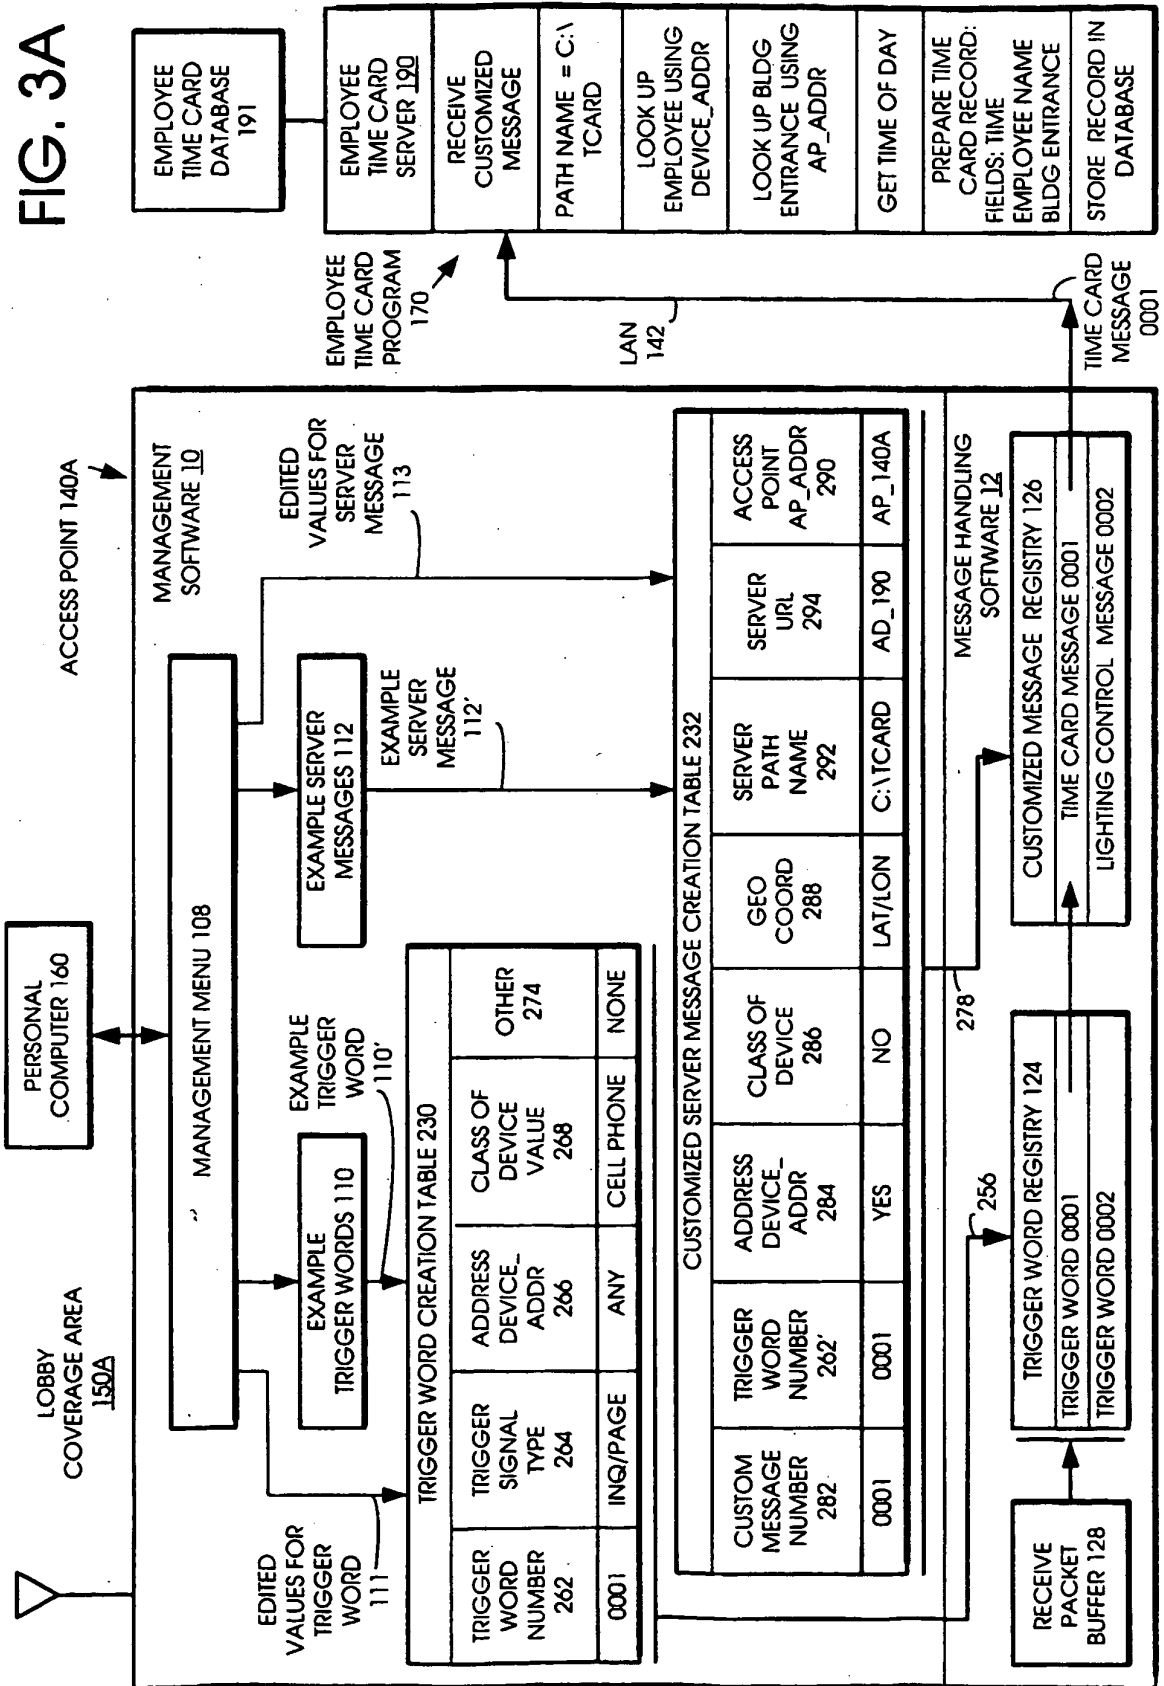 FIG. 3A
LOBBY
COVERAGE AREA
150A
PERSONAL
COMPUTER 160
ACCESS POINT 140A
MANAGEMENT
SOFTWARE 10
MANAGEMENT MENU 108
EDITED
VALUES FOR
TRIGGER
WORD
111
EXAMPLE
TRIGGER WORDS 110
EXAMPLE
TRIGGER
WORD
110'
EXAMPLE SERVER
MESSAGES 112
EXAMPLE
SERVER
MESSAGE
112'
EDITED
VALUES FOR
SERVER
MESSAGE
113
TRIGGER WORD CREATION TABLE 230
TRIGGER
WORD
NUMBER
262
TRIGGER
SIGNAL
TYPE
264
ADDRESS
DEVICE_
ADDR
266
CLASS OF
DEVICE
VALUE
268
OTHER
274
0001
INQ/PAGE
ANY
CELL PHONE
NONE
CUSTOMIZED SERVER MESSAGE CREATION TABLE 232
CUSTOM
MESSAGE
NUMBER
282
TRIGGER
WORD
NUMBER
262'
ADDRESS
DEVICE_
ADDR
284
CLASS OF
DEVICE
286
GEO
COORD
288
SERVER
PATH
NAME
292
SERVER
URL
294
ACCESS
POINT
AP_ADDR
290
0001
0001
YES
NO
LAT/LON
C:\TCARD
AD_190
AP_140A
256
278
MESSAGE HANDLING
SOFTWARE 12
RECEIVE
PACKET
BUFFER 128
TRIGGER WORD REGISTRY 124
TRIGGER WORD 0001
TRIGGER WORD 0002
CUSTOMIZED MESSAGE REGISTRY 126
TIME CARD MESSAGE 0001
LIGHTING CONTROL MESSAGE 0002
TIME CARD
MESSAGE
0001
LAN
142
EMPLOYEE
TIME CARD
PROGRAM
170
EMPLOYEE
TIME CARD
DATABASE
191
EMPLOYEE
TIME CARD
SERVER 190
RECEIVE
CUSTOMIZED
MESSAGE
PATH NAME = C:\
TCARD
LOOK UP
EMPLOYEE USING
DEVICE_ADDR
LOOK UP BLDG
ENTRANCE USING
AP_ADDR
GET TIME OF DAY
PREPARE TIME
CARD RECORD:
FIELDS: TIME
EMPLOYEE NAME
BLDG ENTRANCE
STORE RECORD IN
DATABASE